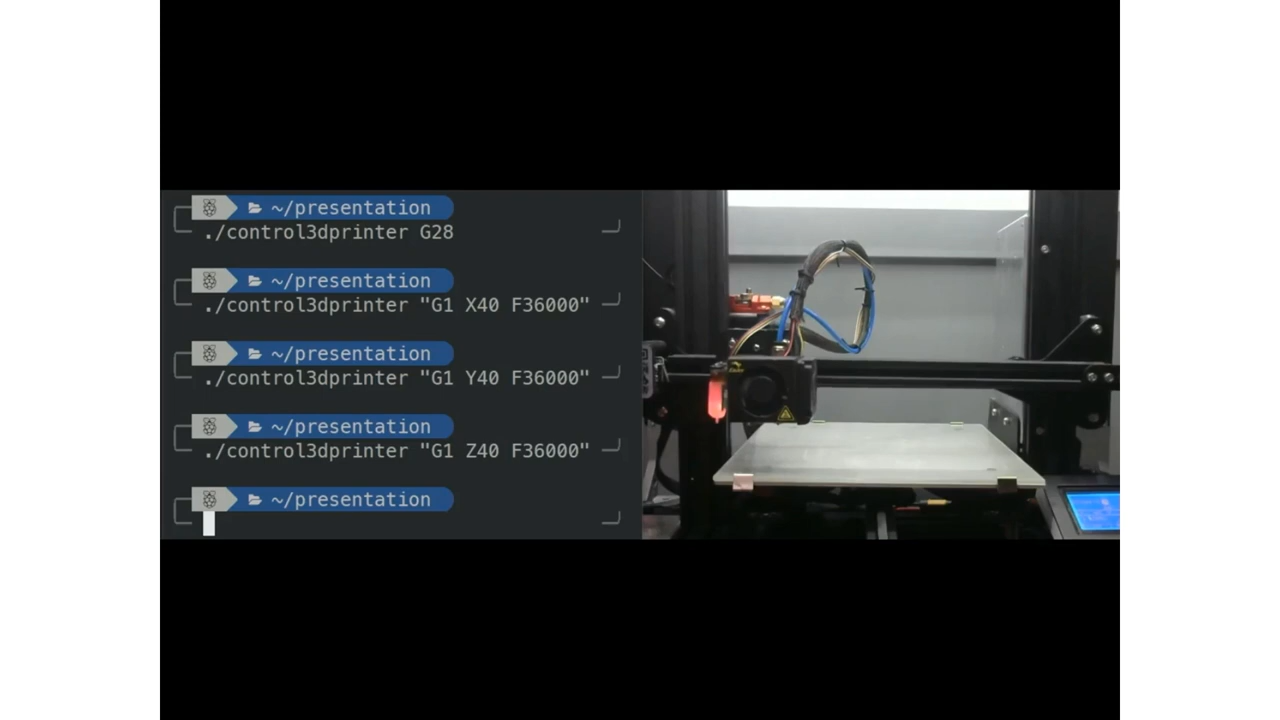 ~/presentation
./control3dprinter G28
~/presentation
./control3dprinter "G1 X40 F36000"
~/presentation
./control3dprinter "G1 Y40 F36000"
~/presentation
./control3dprinter "G1 Z40 F36000"
~/presentation